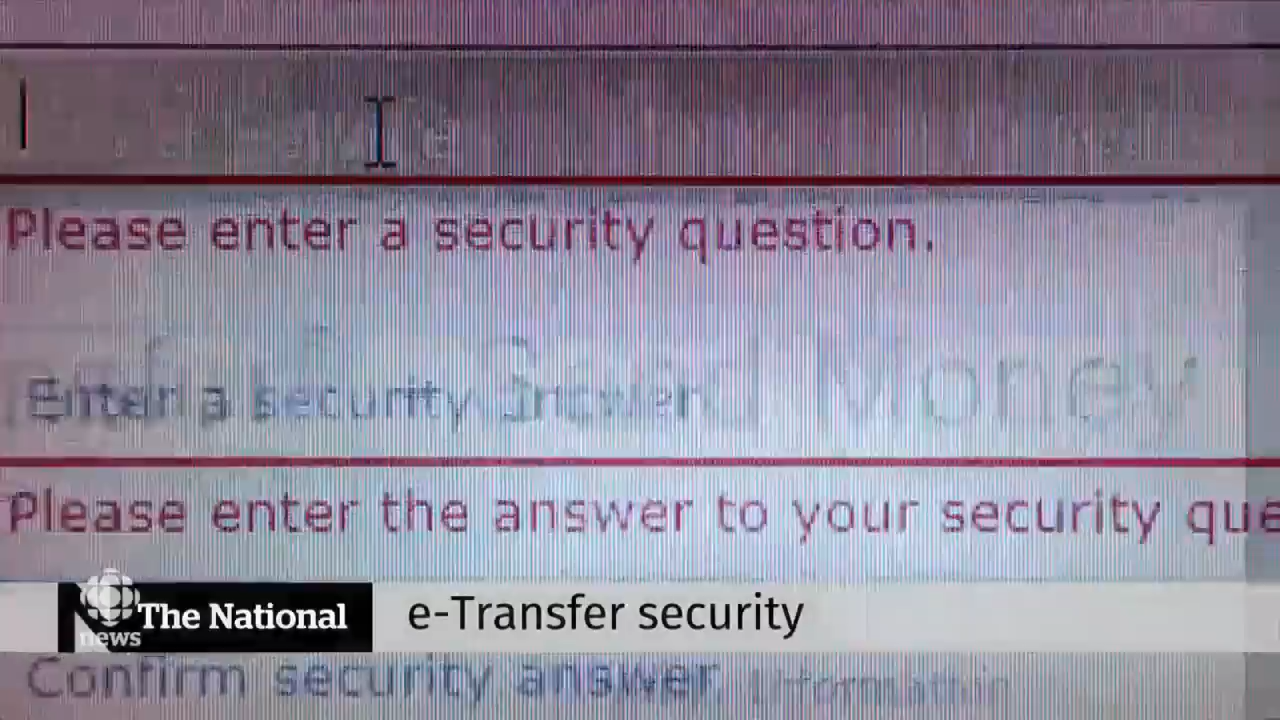 Please enter a security question.
Send Money
Enter a security answer
Please enter the answer to your security que
The National
news
e-Transfer security
Confirm security answer
Information